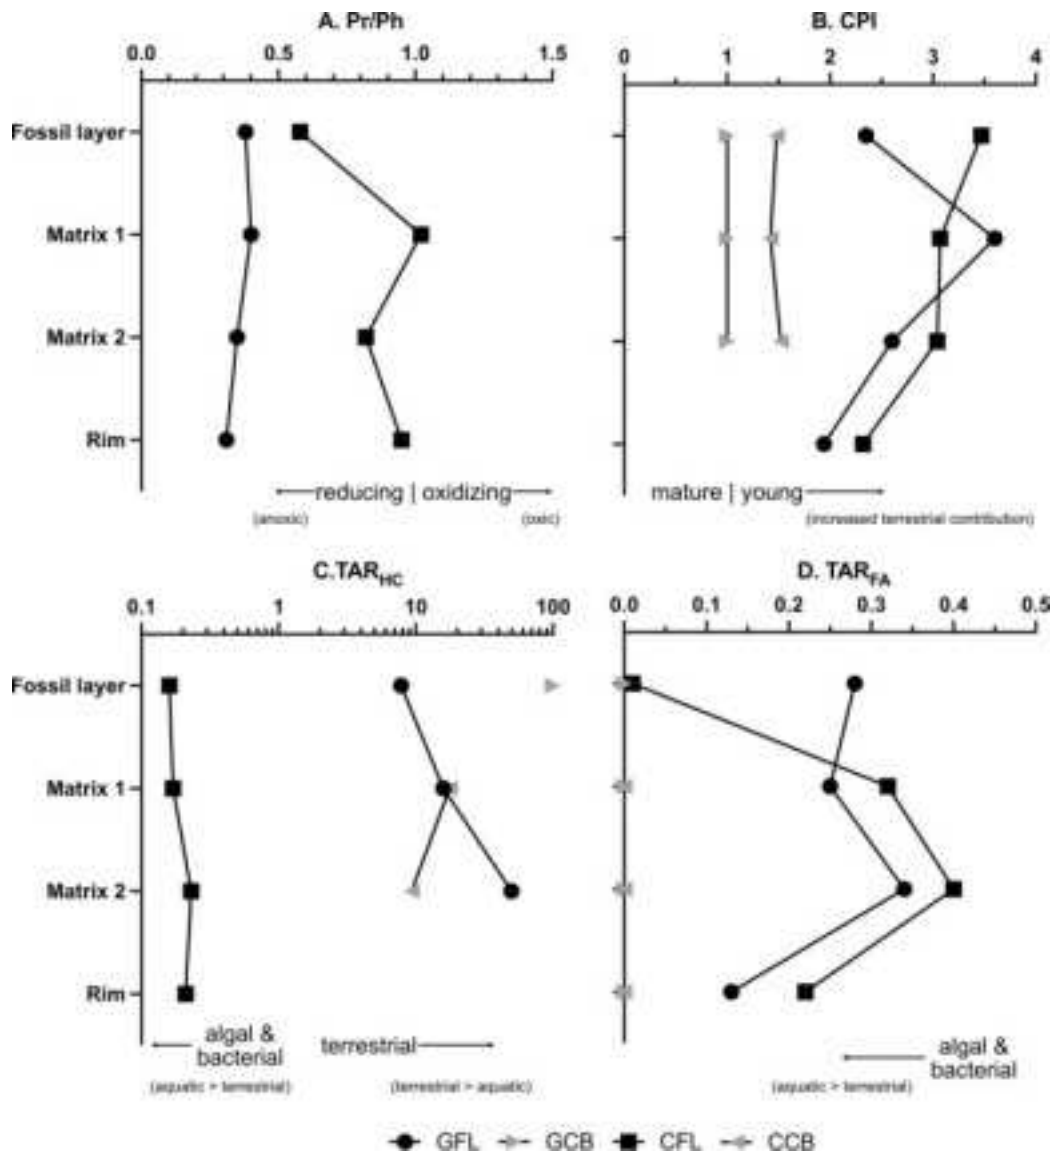 A. Pr/Ph
0.0 0.5 1.0 1.5
Fossil layer
Matrix 1
Matrix 2
Rim
reducing | oxidizing
(anoxic) (oxic)
B. CPI
0 1 2 3 4
mature | young
(increased terrestrial contribution)
C.TARHC
0.1 1 10 100
Fossil layer
Matrix 1
Matrix 2
Rim
algal &
bacterial
terrestrial
(aquatic > terrestrial) (terrestrial > aquatic)
D. TARFA
0.0 0.1 0.2 0.3 0.4 0.5
algal &
bacterial
(aquatic > terrestrial)
GFL GCB CFL CCB